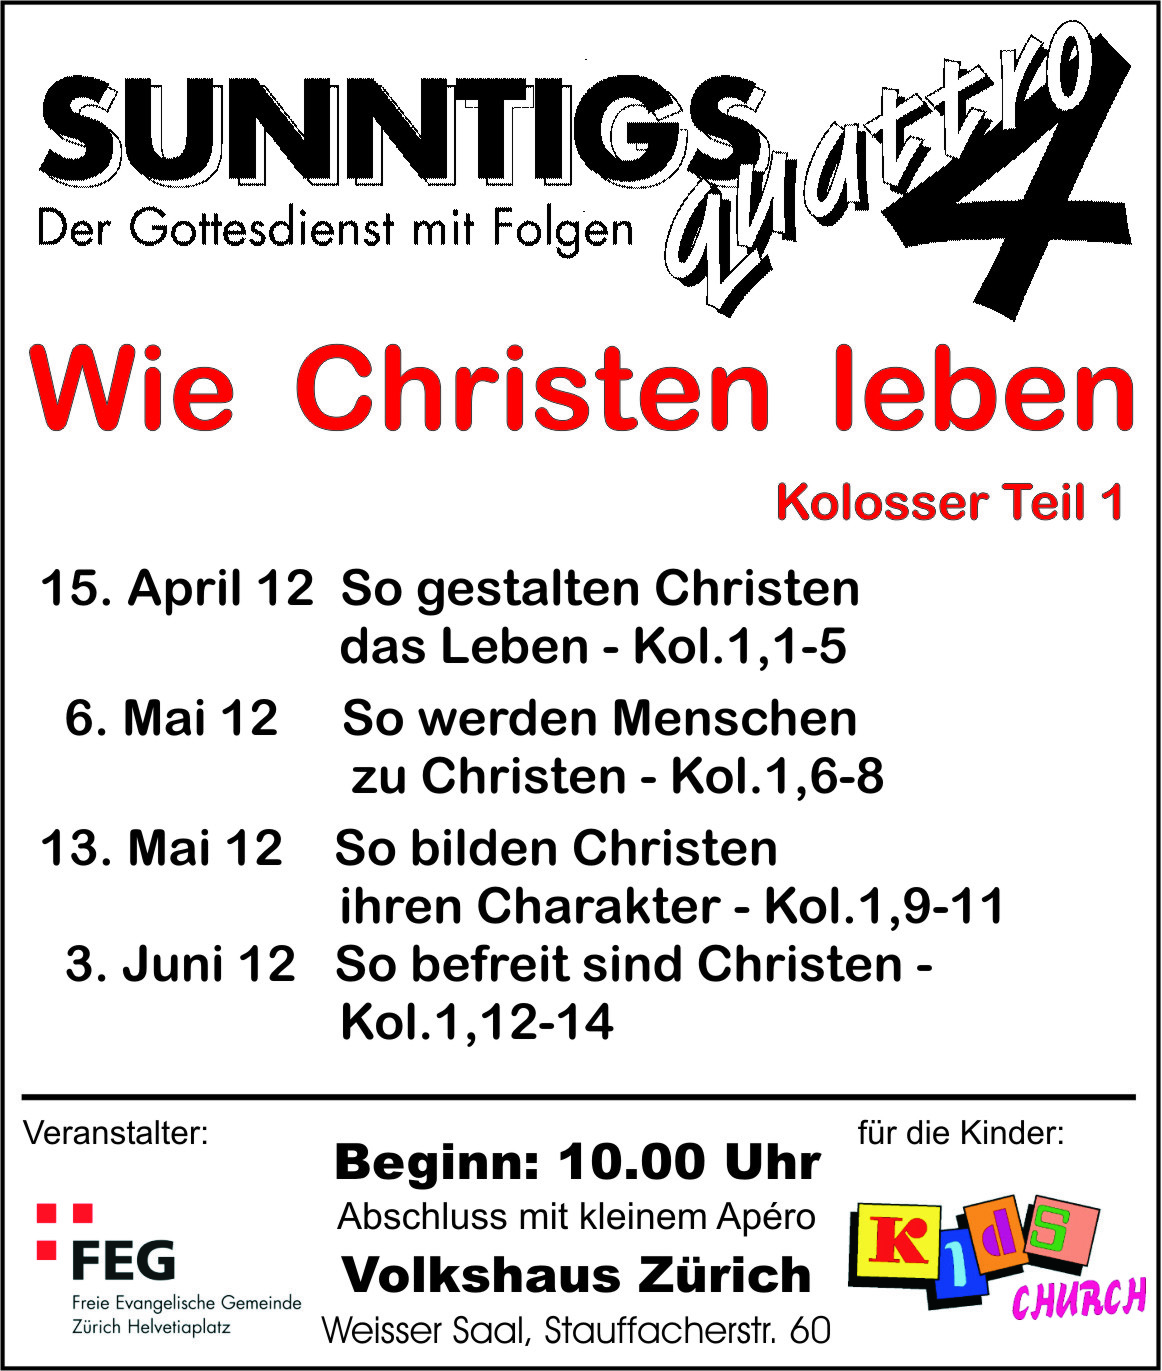 SUNNTIGS quattro 4
Der Gottesdienst mit Folgen
Wie Christen leben
Kolosser Teil 1
15. April 12 So gestalten Christen
das Leben - Kol.1,1-5
6. Mai 12 So werden Menschen
zu Christen - Kol.1,6-8
13. Mai 12 So bilden Christen
ihren Charakter - Kol.1,9-11
3. Juni 12 So befreit sind Christen -
Kol.1,12-14
Veranstalter:
FEG
Freie Evangelische Gemeinde
Zürich Helvetiaplatz
Beginn: 10.00 Uhr
Abschluss mit kleinem Apéro
Volkshaus Zürich
Weisser Saal, Stauffacherstr. 60
für die Kinder:
KidS
CHURCH